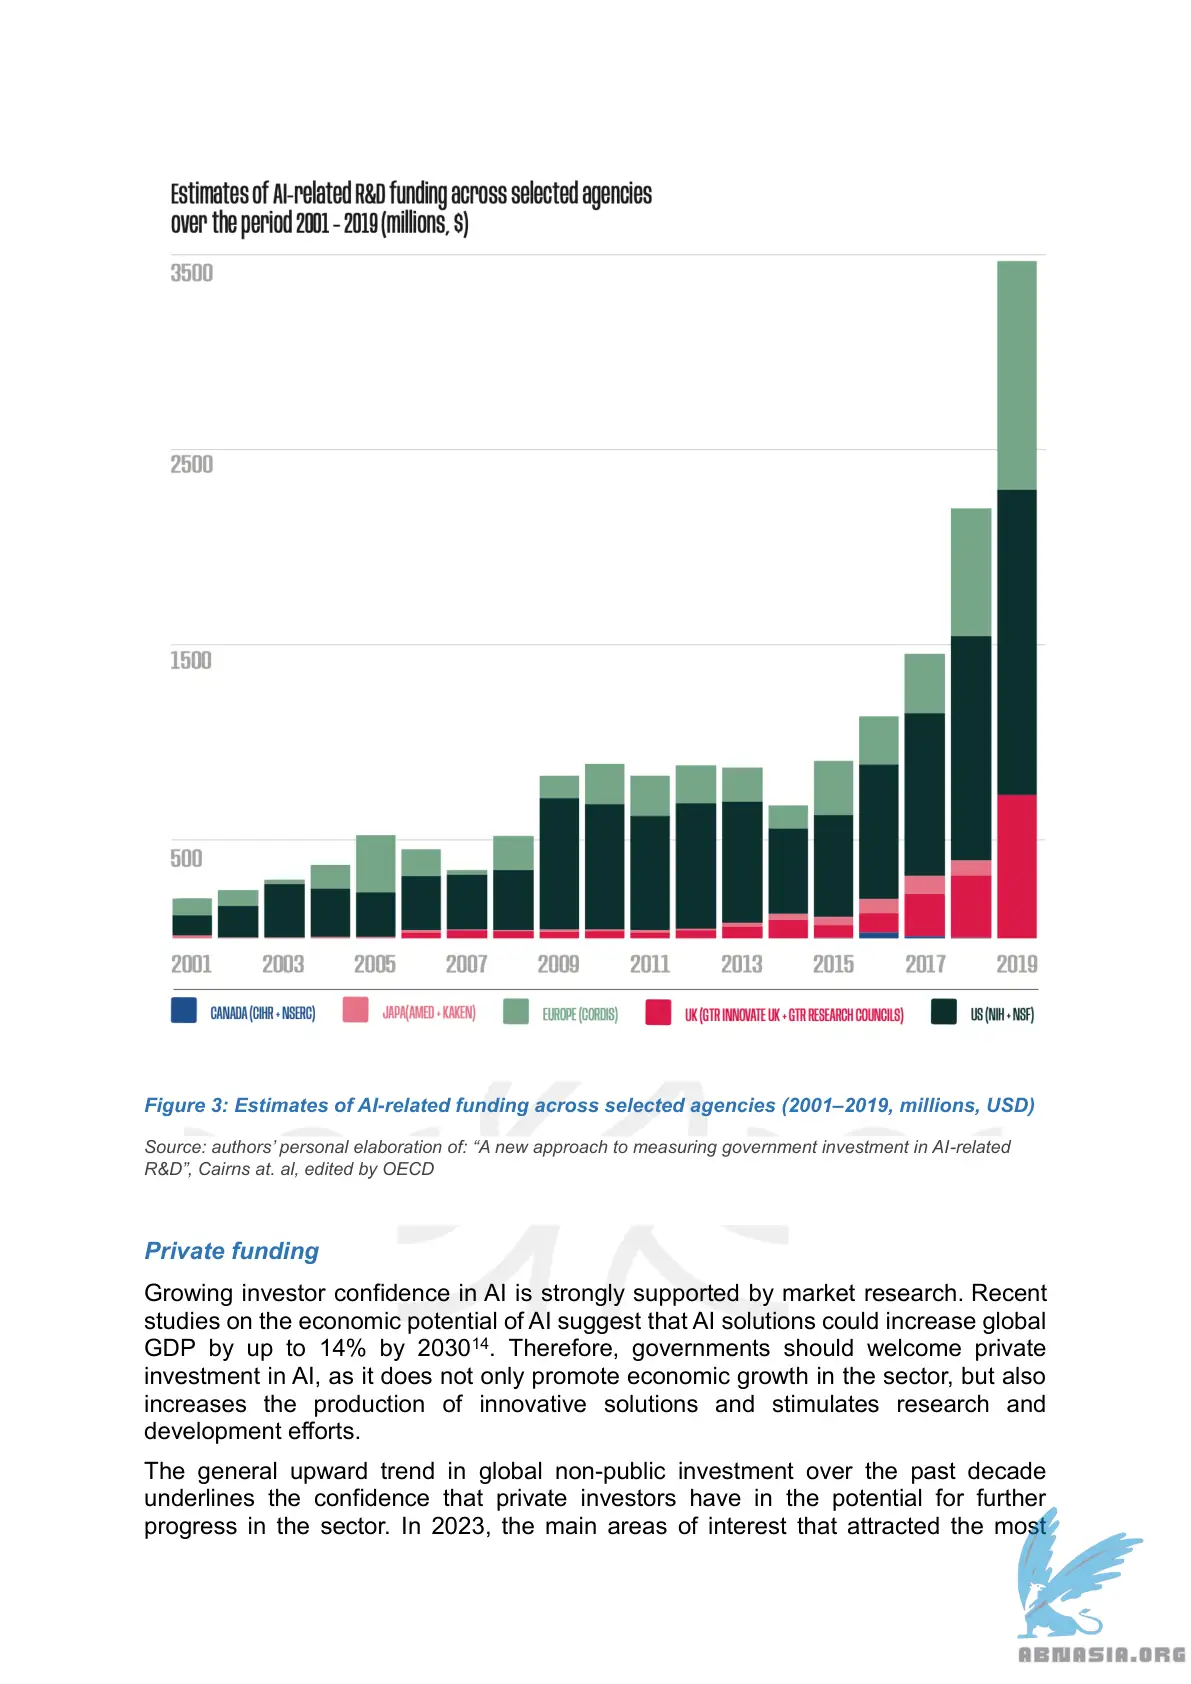 Estimates of AI-related R&D funding across selected agencies
over the period 2001 - 2019 (millions, $)
3500
2500
1500
500
2001 2003 2005 2007 2009 2011 2013 2015 2017 2019
CANADA (CIHR + NSERC) JAPA(AMED + KAKEN) EUROPE (CORDIS) UK (GTR INNOVATE UK + GTR RESEARCH COUNCILS) US (NIH + NSF)
Figure 3: Estimates of AI-related funding across selected agencies (2001–2019, millions, USD)
Source: authors’ personal elaboration of: “A new approach to measuring government investment in AI-related
R&D”, Cairns at. al, edited by OECD
Private funding
Growing investor confidence in AI is strongly supported by market research. Recent
studies on the economic potential of AI suggest that AI solutions could increase global
GDP by up to 14% by 2030¹⁴. Therefore, governments should welcome private
investment in AI, as it does not only promote economic growth in the sector, but also
increases the production of innovative solutions and stimulates research and
development efforts.
The general upward trend in global non-public investment over the past decade
underlines the confidence that private investors have in the potential for further
progress in the sector. In 2023, the main areas of interest that attracted the most
ABNASIA.ORG